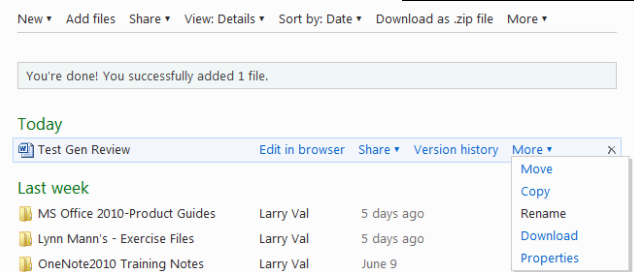 New ▾ Add files Share ▾ View: Details ▾ Sort by: Date ▾ Download as .zip file More ▾
You're done! You successfully added 1 file.
Today
Test Gen Review Edit in browser Share ▾ Version history More ▾ X
Move
Copy
Rename
Download
Properties
Last week
MS Office 2010-Product Guides Larry Val 5 days ago
Lynn Mann's - Exercise Files Larry Val 5 days ago
OneNote2010 Training Notes Larry Val June 9